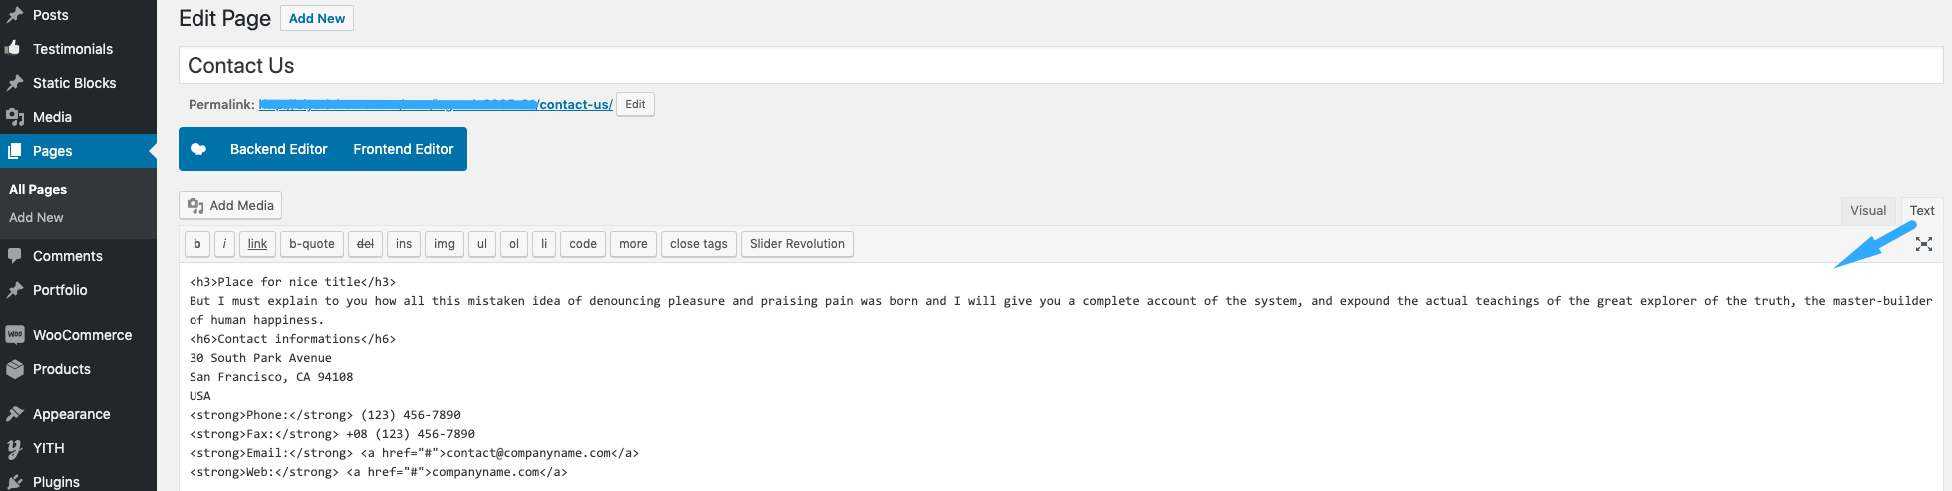 Posts
Testimonials
Static Blocks
Media
Pages
All Pages
Add New
Comments
Portfolio
WOO WooCommerce
Products
Appearance
YITH
Plugins
Edit Page Add New
Contact Us
Permalink: /contact-us/ Edit
Backend Editor Frontend Editor
Add Media
Visual Text
b i link b-quote del ins img ul ol li code more close tags Slider Revolution
<h3>Place for nice title</h3>
But I must explain to you how all this mistaken idea of denouncing pleasure and praising pain was born and I will give you a complete account of the system, and expound the actual teachings of the great explorer of the truth, the master-builder
of human happiness.
<h6>Contact informations</h6>
30 South Park Avenue
San Francisco, CA 94108
USA
<strong>Phone:</strong> (123) 456-7890
<strong>Fax:</strong> +08 (123) 456-7890
<strong>Email:</strong> <a href="#">contact@companyname.com</a>
<strong>Web:</strong> <a href="#">companyname.com</a>